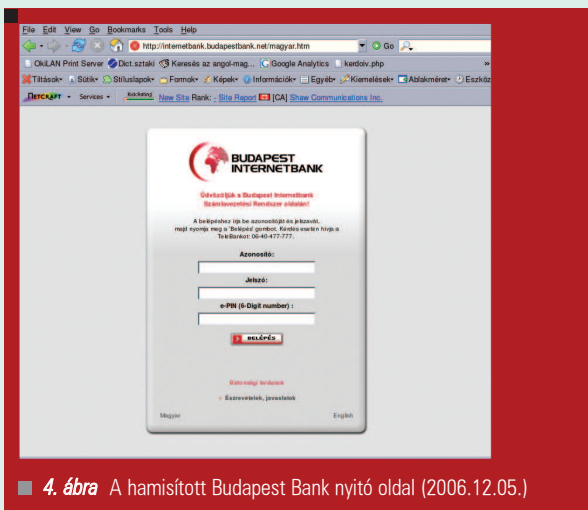 File Edit View Go Bookmarks Tools Help
http://internetbank.budapestbank.net/magyar.htm Go
OkiLAN Print Server Dict.sztaki Keresés az angol-mag... Google Analytics kerdoiv.php »
Tiltások Sütik Stíluslapok Formok Képek Információk Egyéb Kiemelések Ablakméret Eszköz
NETCRAFT Services Risk Rating New Site Rank: - Site Report [CA] Shaw Communications Inc.
BUDAPEST
INTERNETBANK
Üdvözöljük a Budapest Internetbank
Számlavezetési Rendszer oldalán!
A belépéshez írja be azonosítóját és jelszavát,
majd nyomja meg a 'Belépés' gombot. Kérdés esetén hívja a
TeleBankot: 06-40-477-777.
Azonosító:
Jelszó:
e-PIN (6-Digit number) :
BELÉPÉS
Biztonsági tanácsok
Észrevételek, javaslatok
Magyar English
4. ábra A hamisított Budapest Bank nyitó oldal (2006.12.05.)